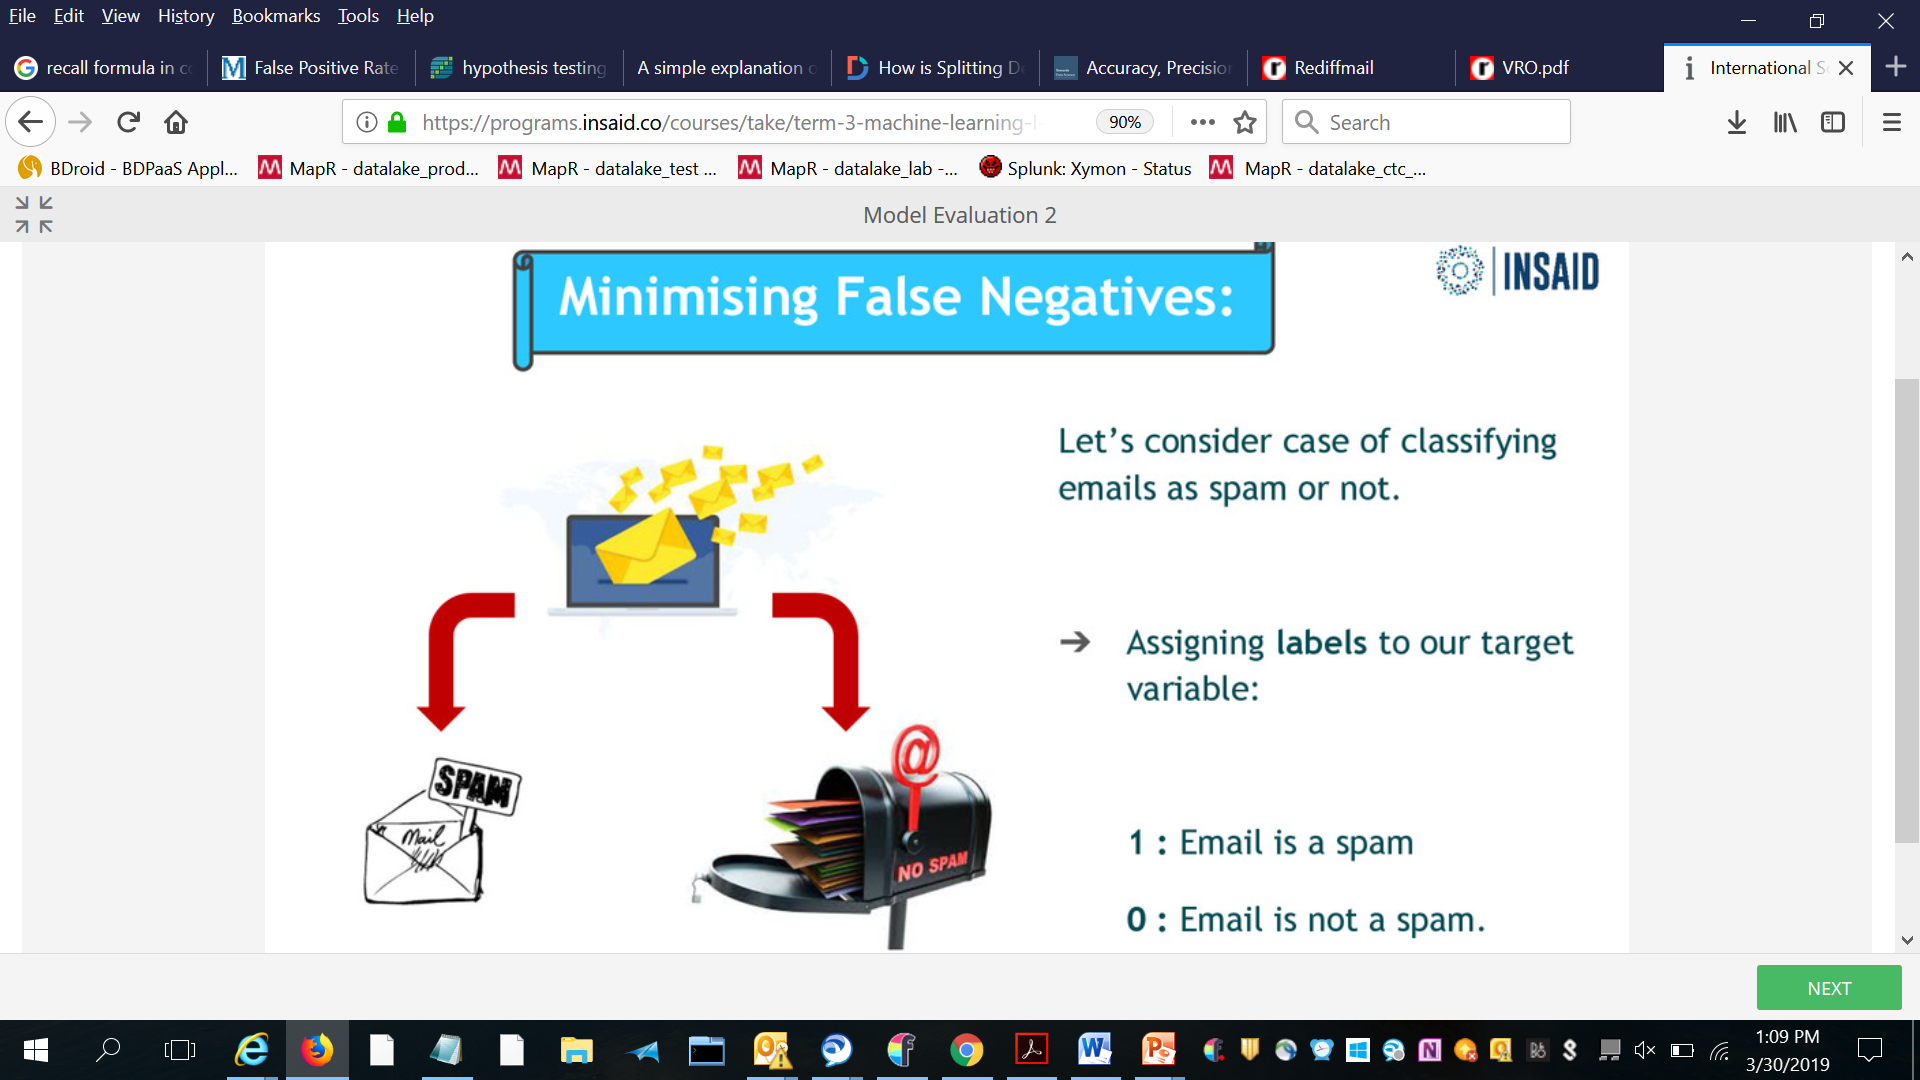 File Edit View History Bookmarks Tools Help
recall formula in co
False Positive Rate
hypothesis testing
A simple explanation o
How is Splitting De
Accuracy, Precision
Rediffmail
VRO.pdf
International Sc
https://programs.insaid.co/courses/take/term-3-machine-learning-l
90%
Search
BDroid - BDPaaS Appl...
MapR - datalake_prod...
MapR - datalake_test ...
MapR - datalake_lab -...
Splunk: Xymon - Status
MapR - datalake_ctc_...
Model Evaluation 2
Minimising False Negatives:
INSAID
Let's consider case of classifying
emails as spam or not.
➔ Assigning labels to our target
variable:
SPAM
Mail
@
NO SPAM
1 : Email is a spam
0 : Email is not a spam.
NEXT
1:09 PM
3/30/2019